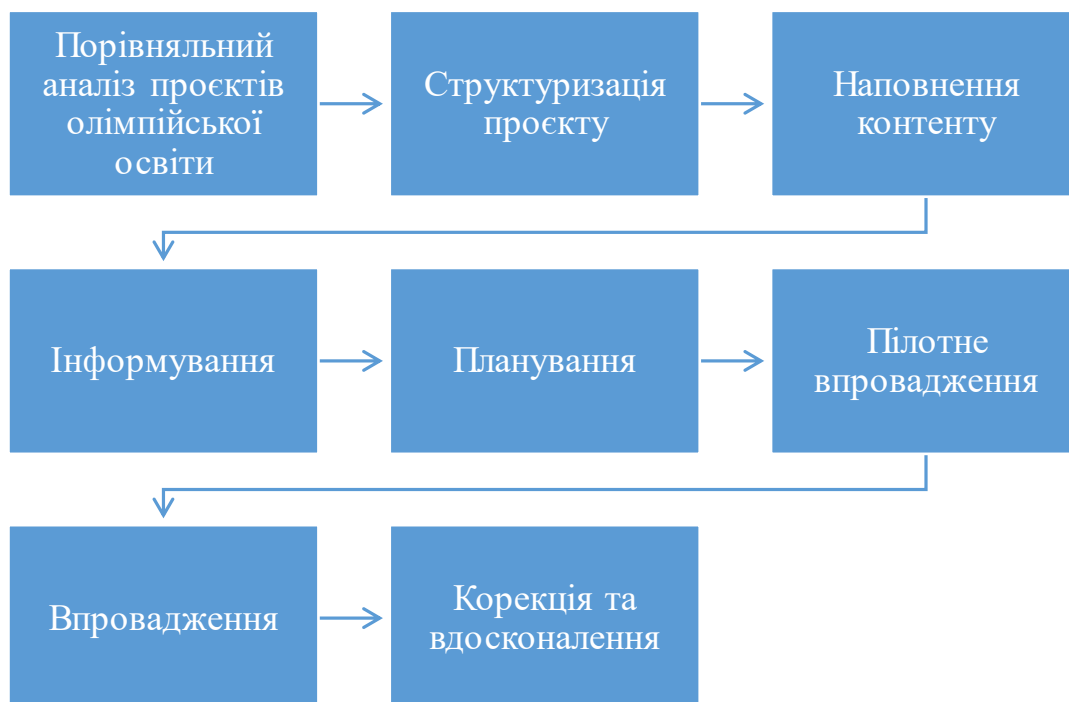 Порівняльний
аналіз проєктів
олімпійської
освіти
Структуризація
проєкту
Наповнення
контенту
Інформування
Планування
Пілотне
впровадження
Впровадження
Корекція та
вдосконалення